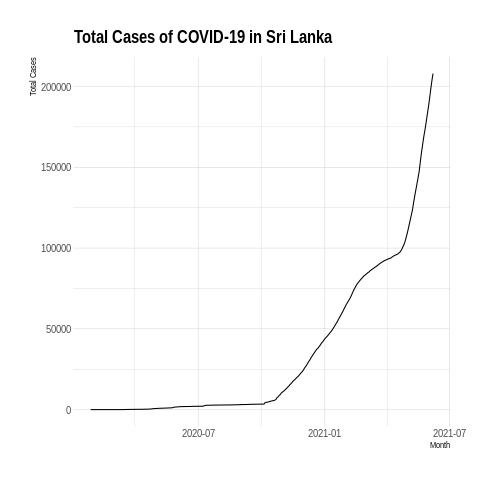 Total Cases of COVID-19 in Sri Lanka
Total Cases
200000
150000
100000
50000
0
2020-07
2021-01
2021-07
Month